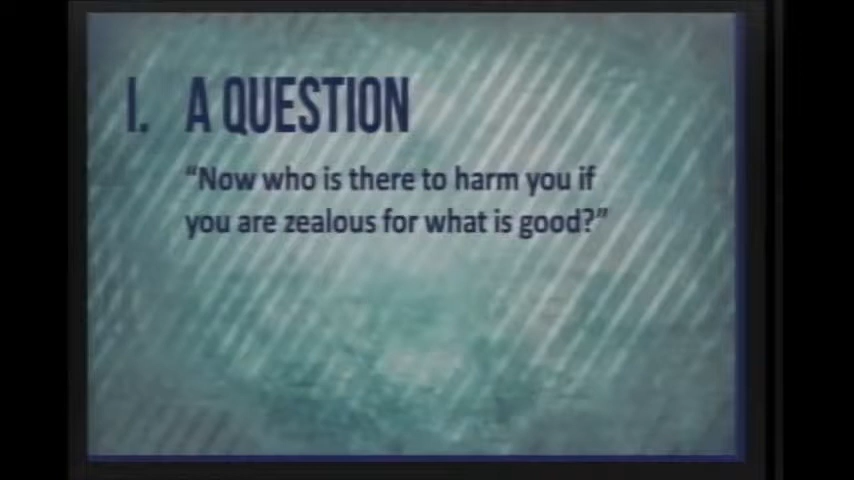 I. A QUESTION
“Now who is there to harm you if
you are zealous for what is good?”